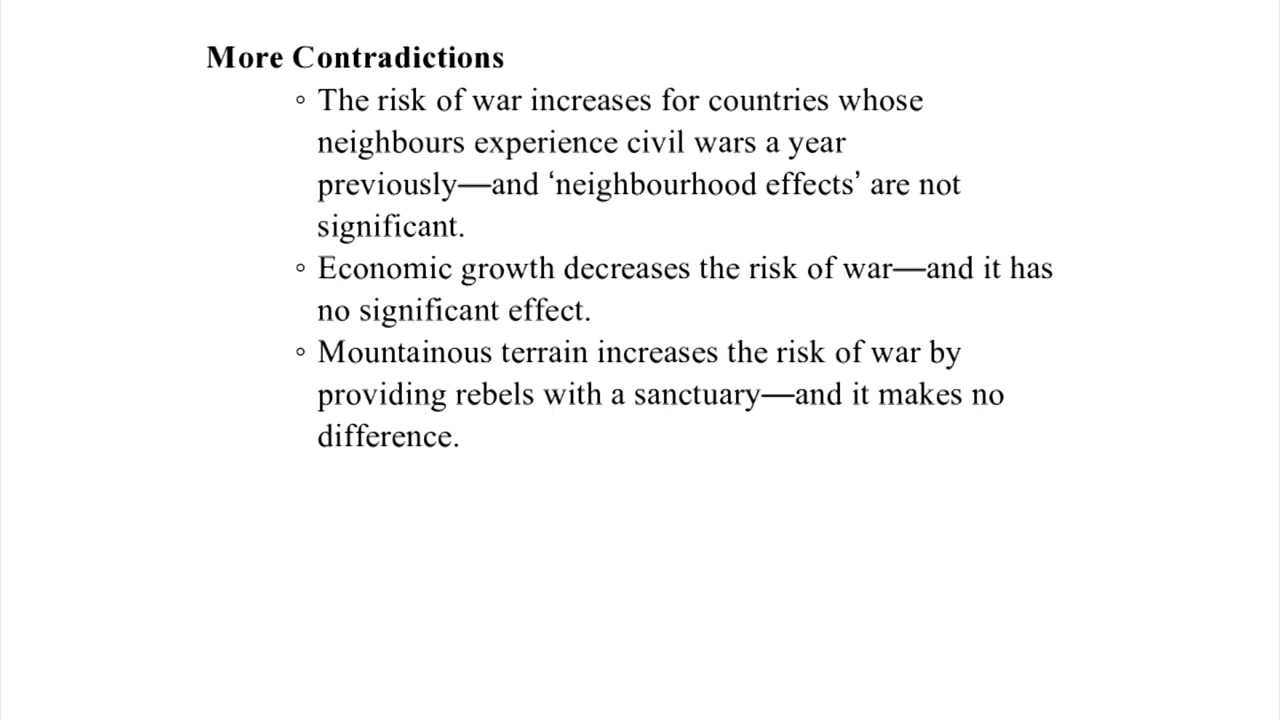 More Contradictions
◦ The risk of war increases for countries whose
neighbours experience civil wars a year
previously—and ‘neighbourhood effects’ are not
significant.
◦ Economic growth decreases the risk of war—and it has
no significant effect.
◦ Mountainous terrain increases the risk of war by
providing rebels with a sanctuary—and it makes no
difference.